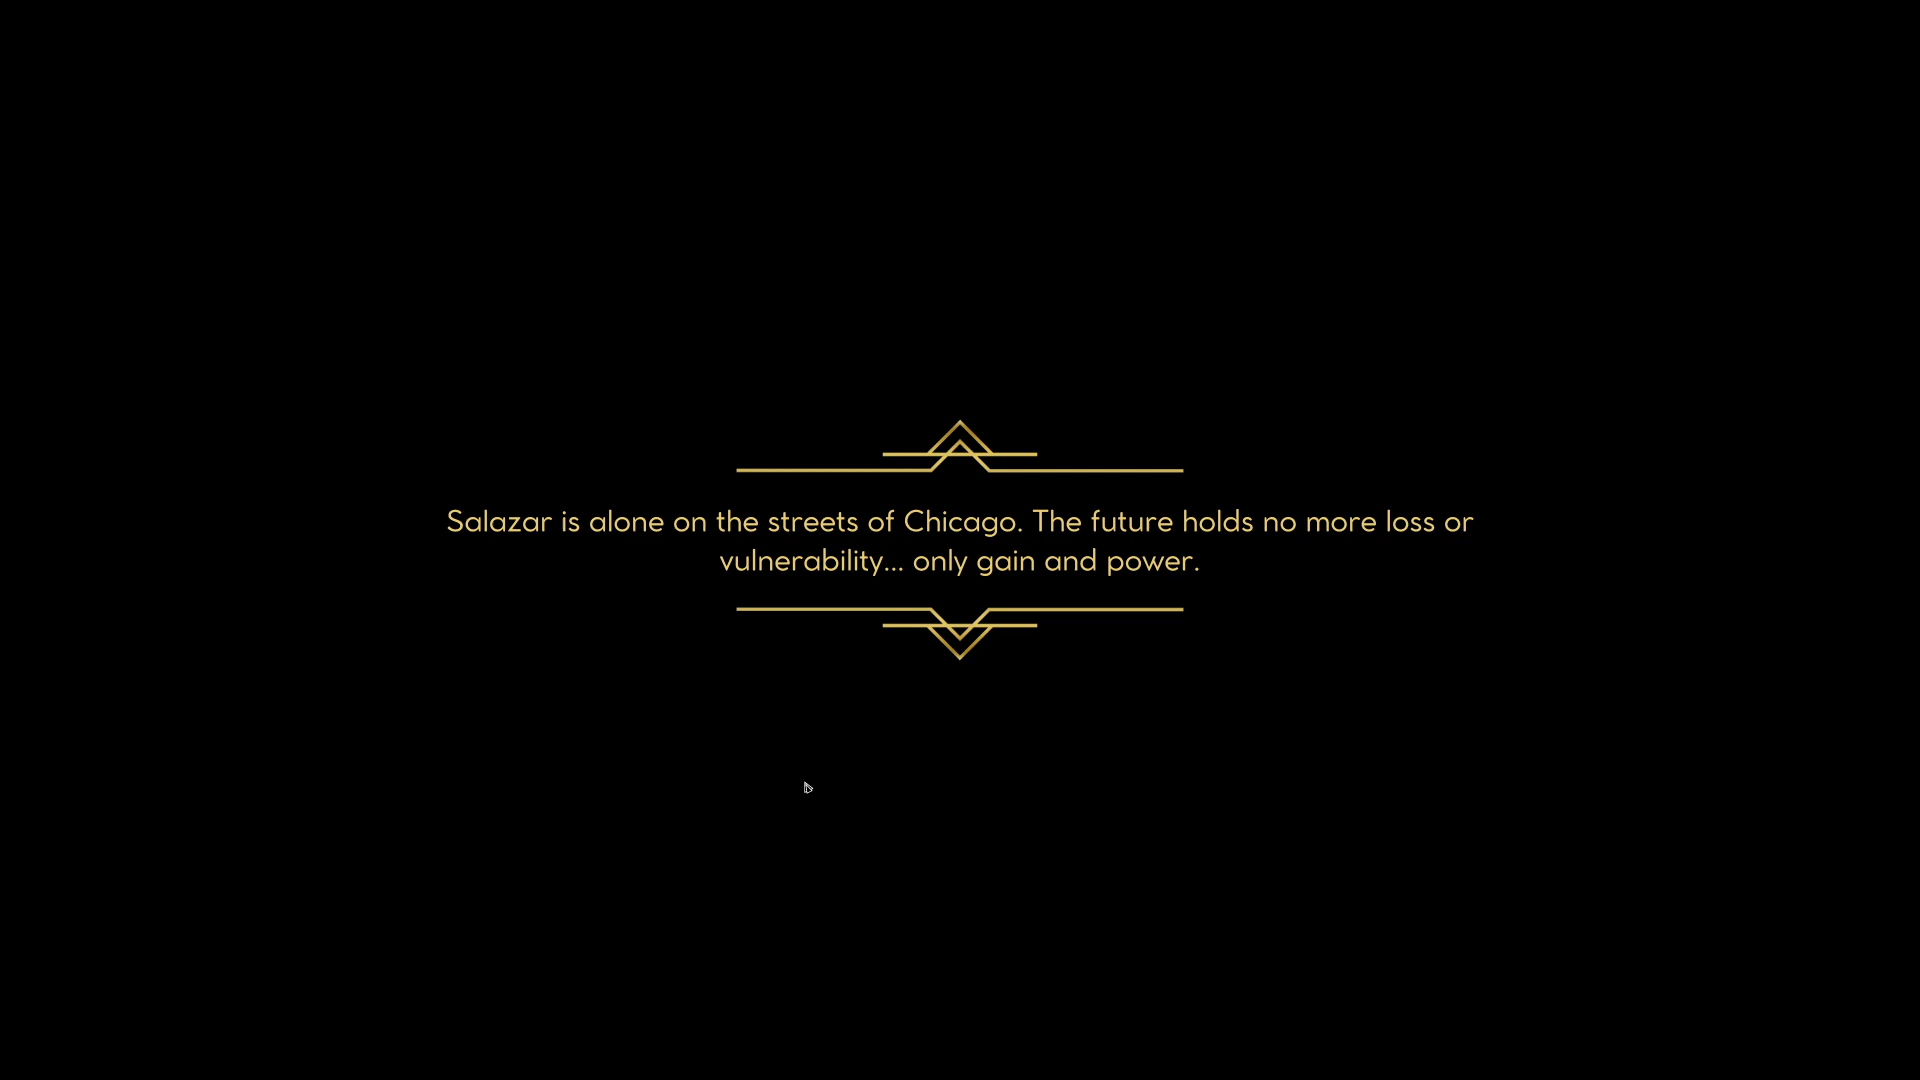 Salazar is alone on the streets of Chicago. The future holds no more loss or
vulnerability... only gain and power.